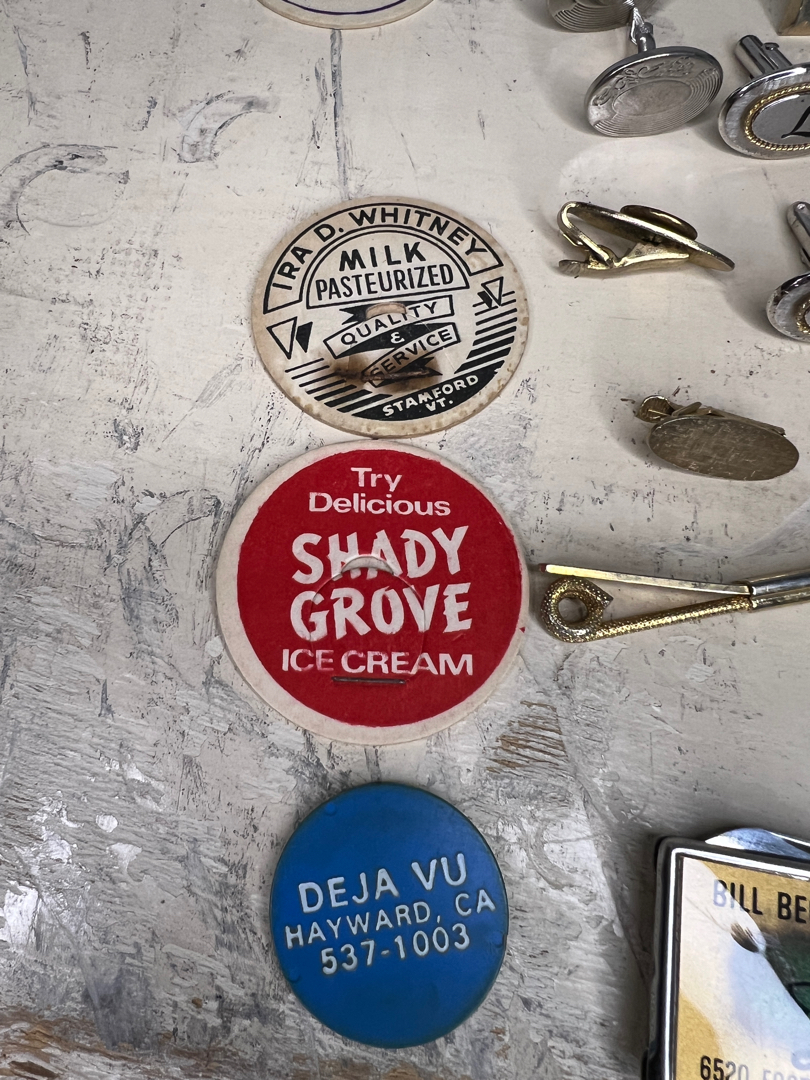 IRA D. WHITNEY
MILK
PASTEURIZED
QUALITY
&
SERVICE
STAMFORD
VT.
Try
Delicious
SHADY
GROVE
ICE CREAM
DEJA VU
HAYWARD, CA
537-1003
BILL
6520